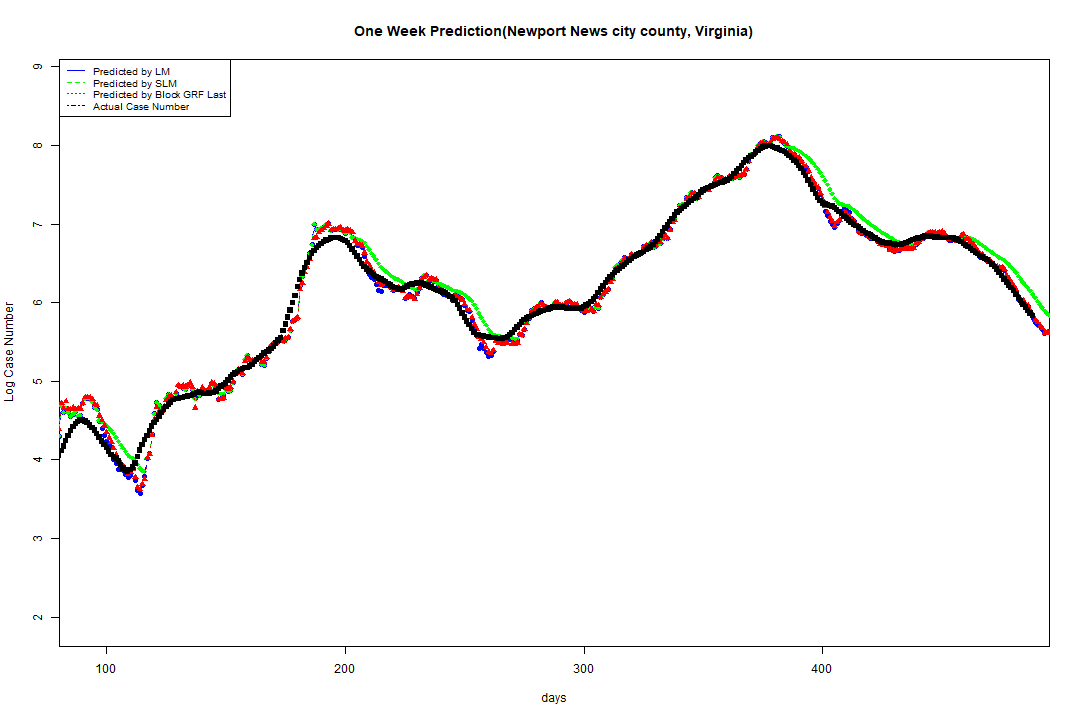 One Week Prediction(Newport News city county, Virginia)
Predicted by LM
Predicted by SLM
Predicted by Block GRF Last
Actual Case Number
9
8
7
6
5
4
3
2
Log Case Number
100 200 300 400
days